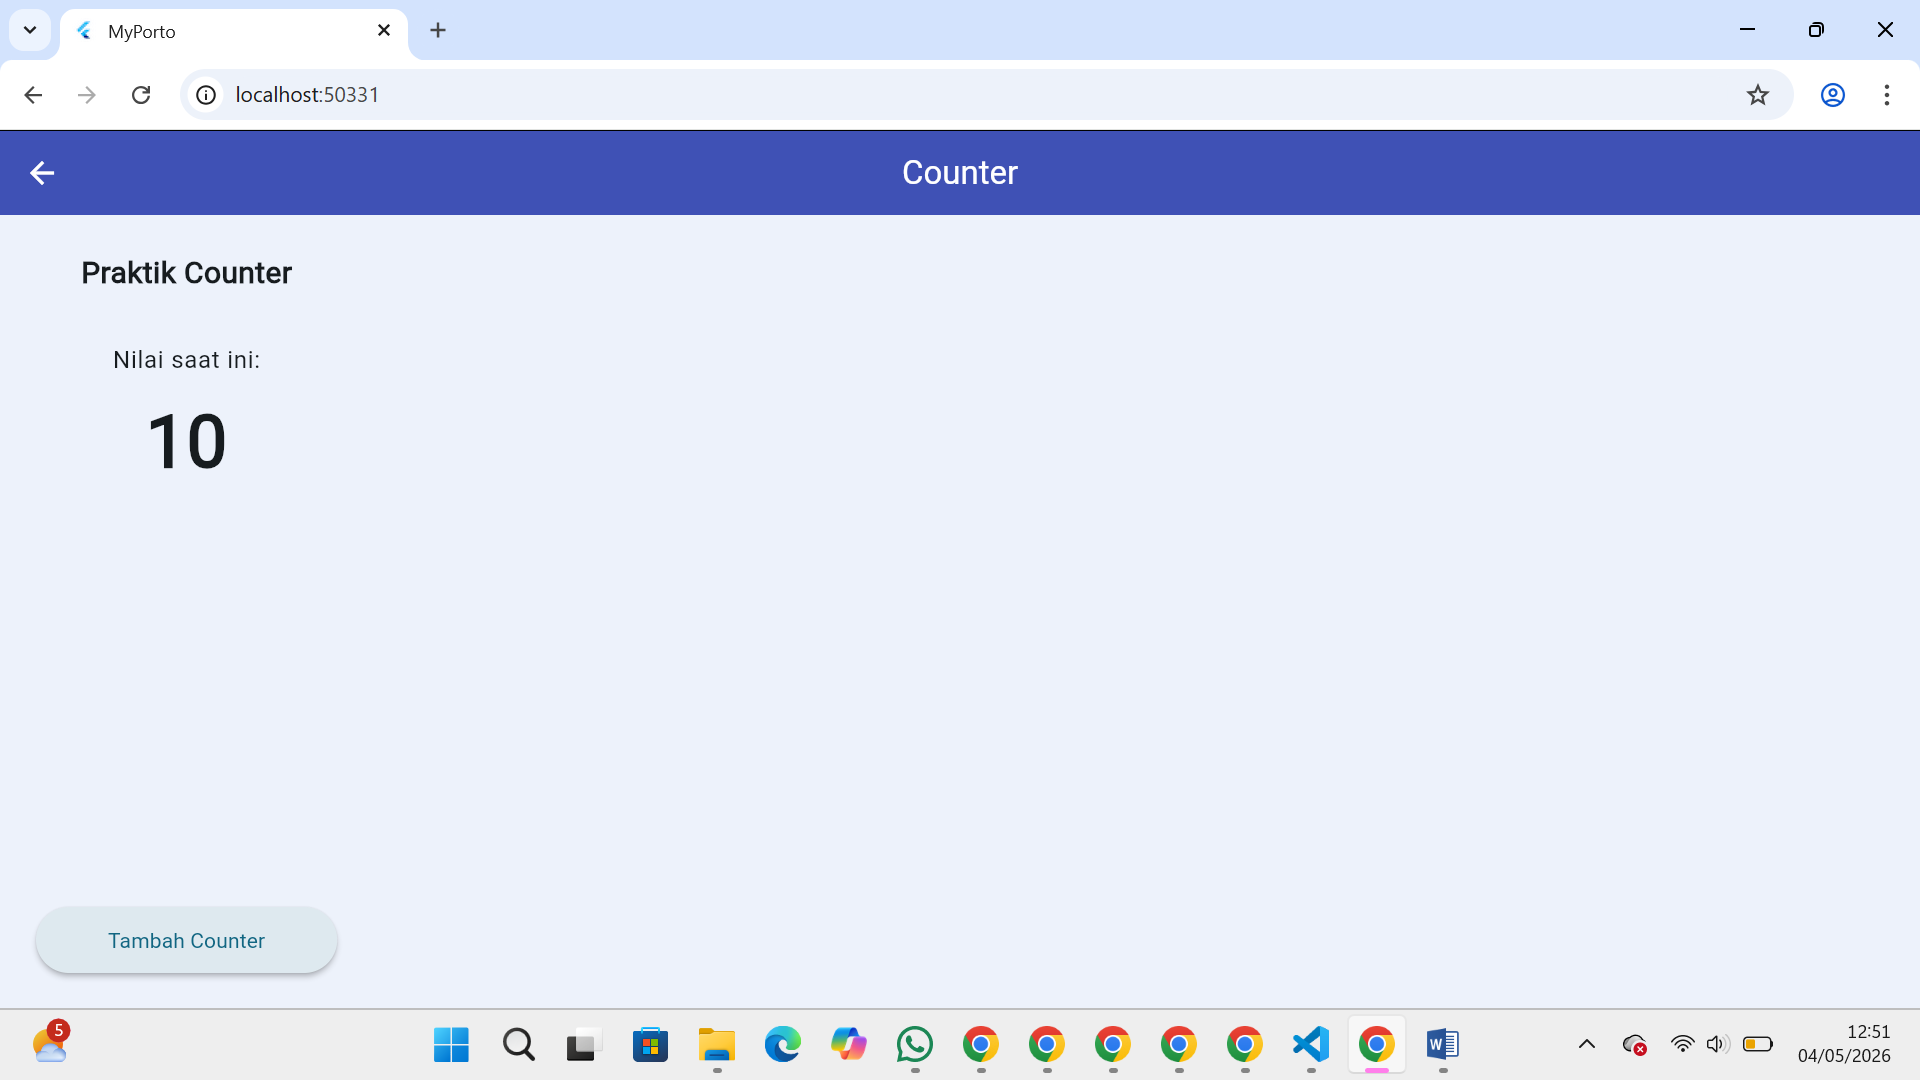 MyPorto
localhost:50331
Counter
Praktik Counter
Nilai saat ini:
10
Tambah Counter
5
W
12:51
04/05/2026